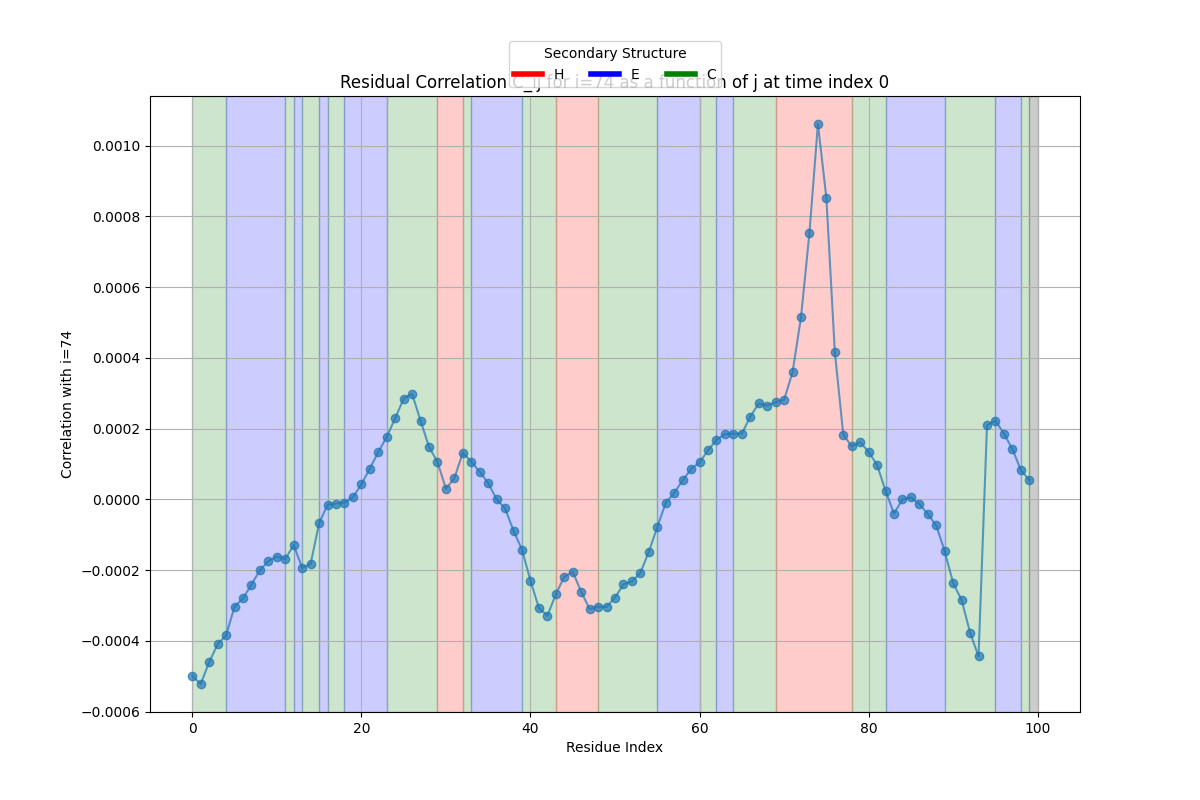 Secondary Structure
H E C
Residual Correlation C_ij for i=74 as a function of j at time index 0
0.0010
0.0008
0.0006
0.0004
0.0002
0.0000
−0.0002
−0.0004
−0.0006
Correlation with i=74
0 20 40 60 80 100
Residue Index